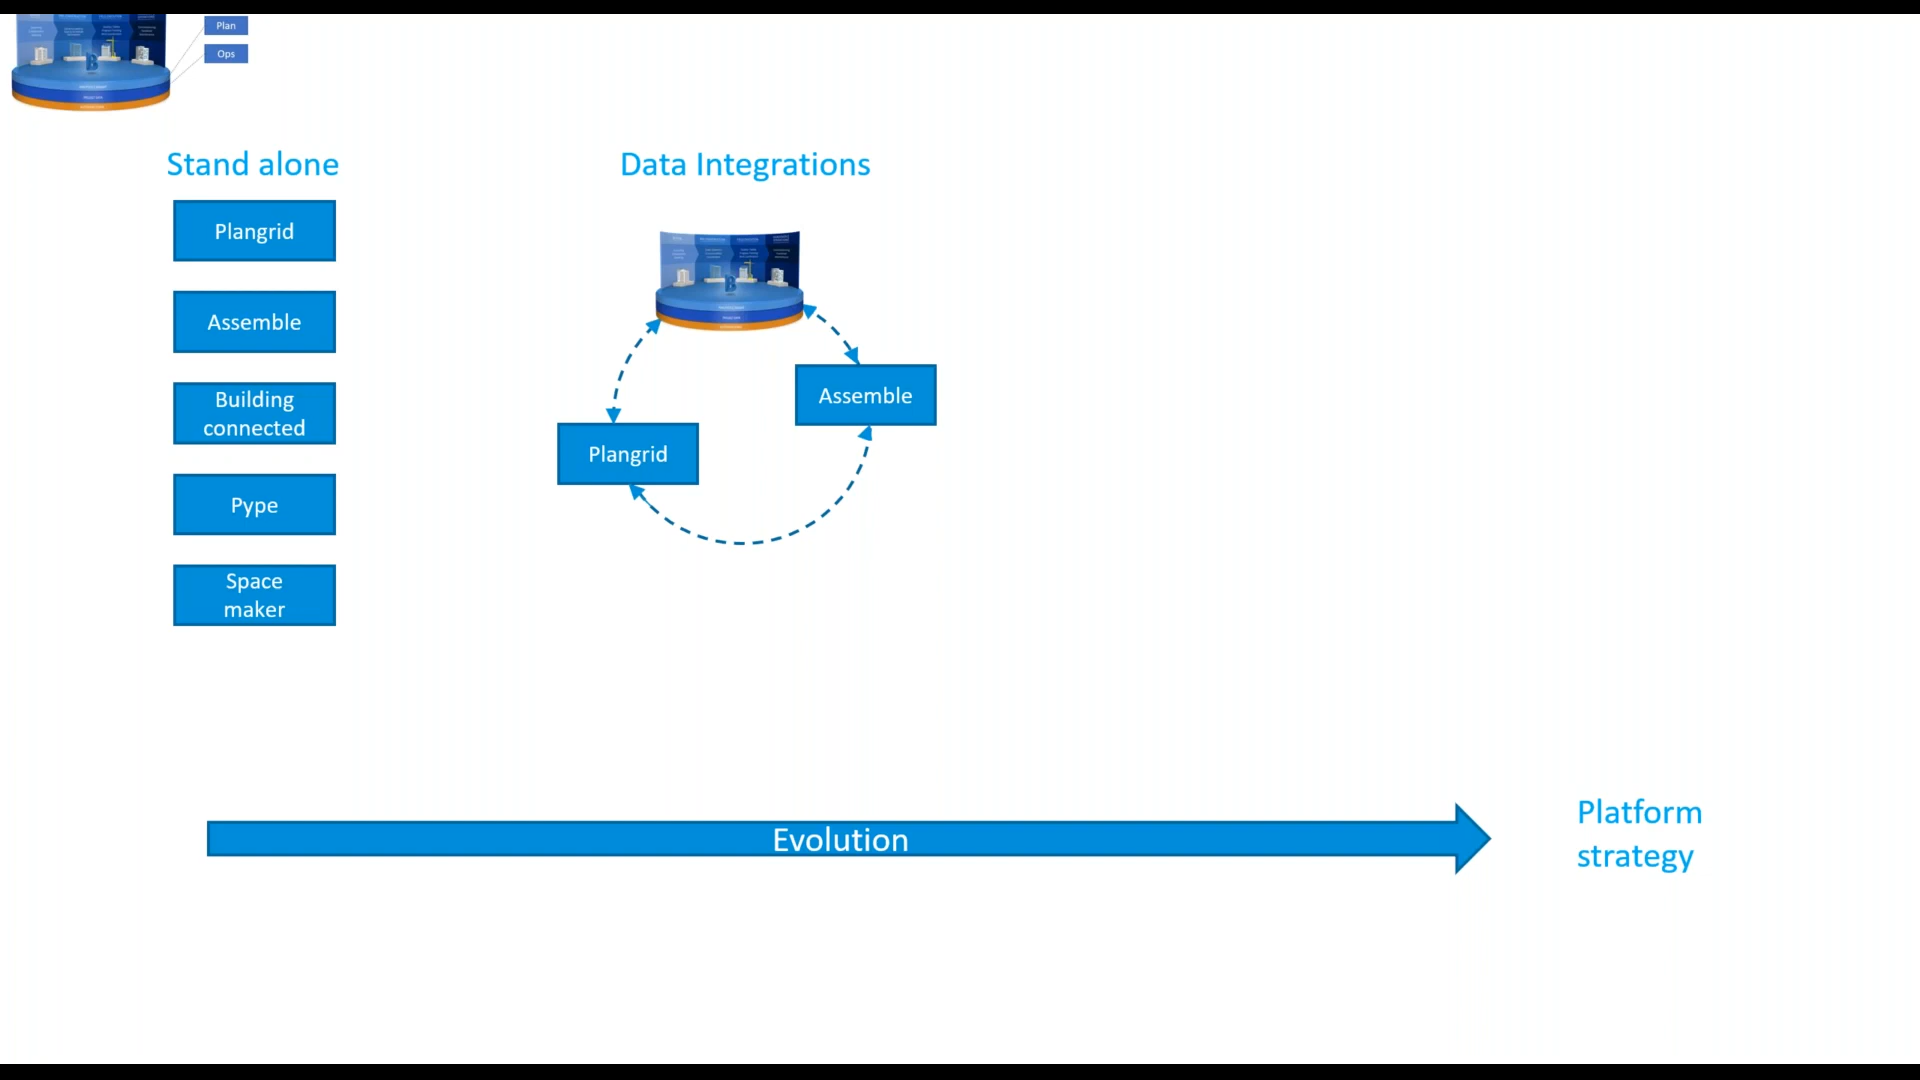 Plan
Ops
Stand alone
Plangrid
Assemble
Building
connected
Pype
Space
maker
Data Integrations
B
Assemble
Plangrid
Evolution
Platform
strategy